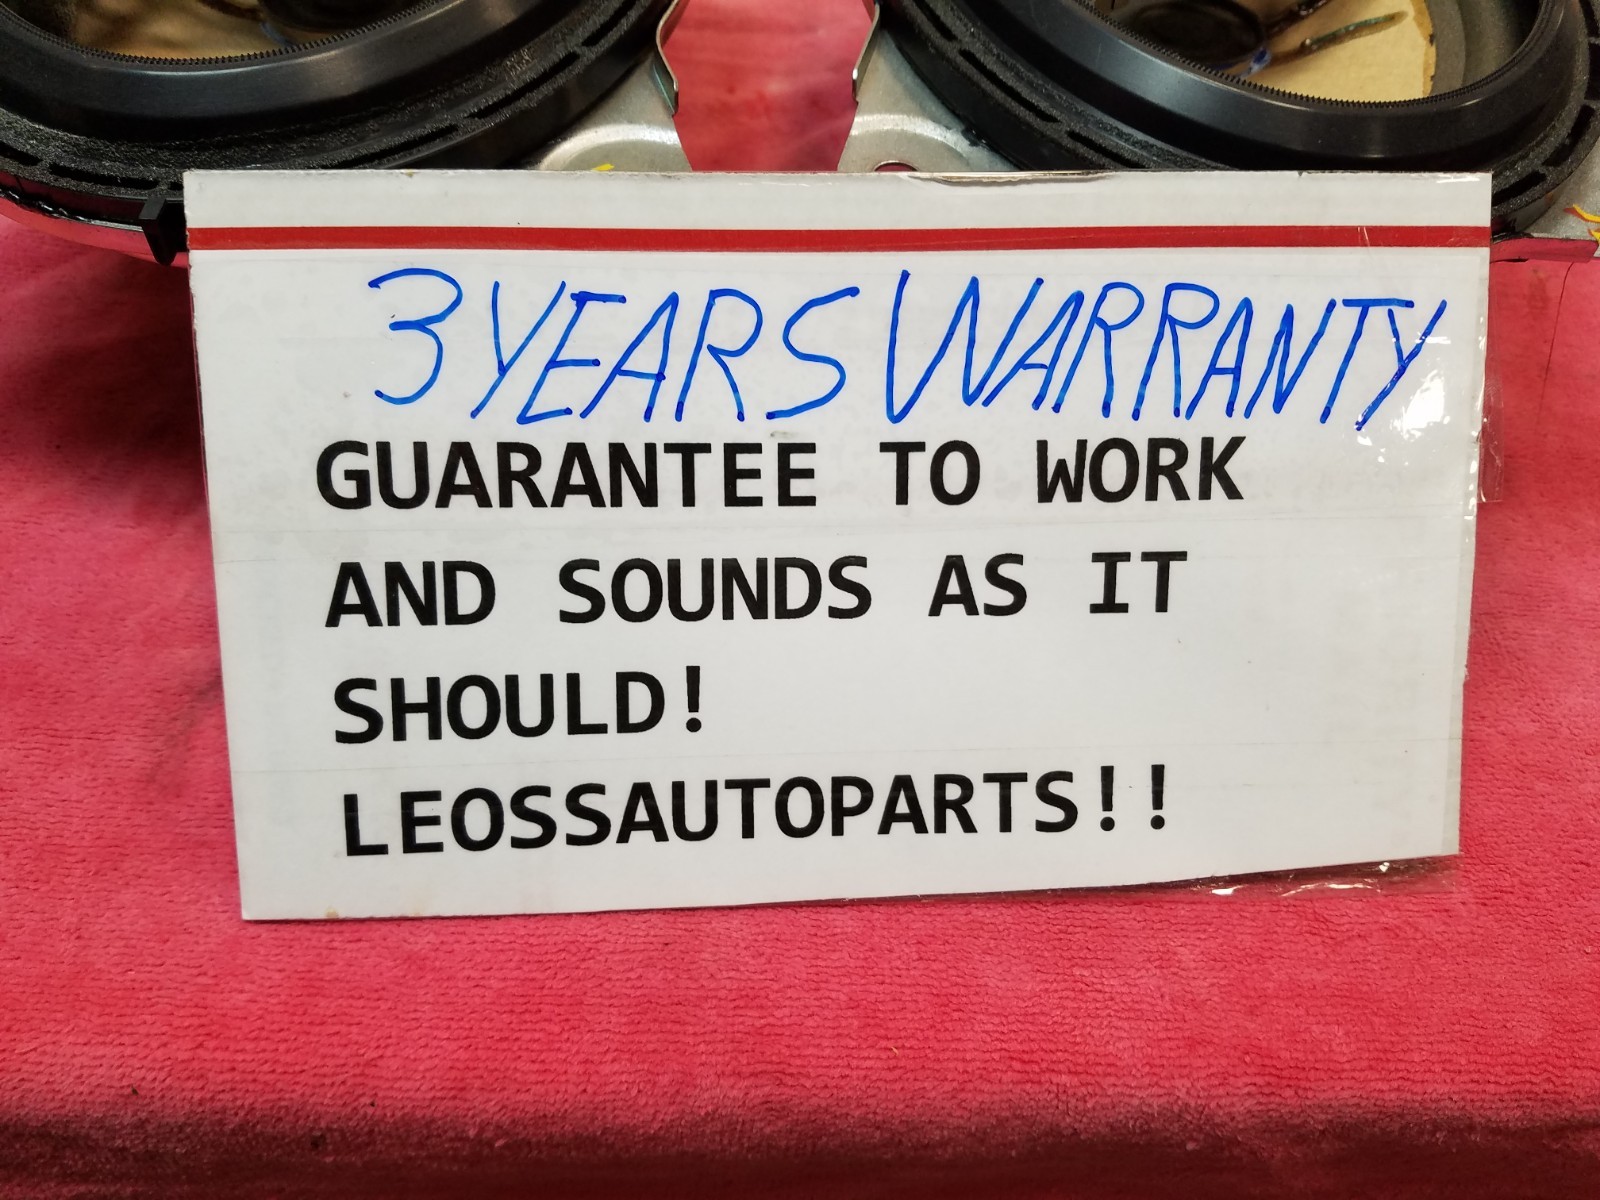 3 YEARS WARRANTY
GUARANTEE TO WORK
AND SOUNDS AS IT
SHOULD!
LEOSSAUTOPARTS!!